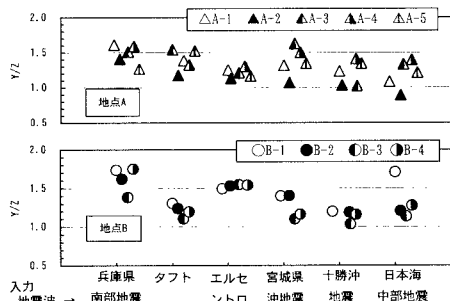 △ A-1 ▲ A-2 A-3 A-4 A-5
2.0
1.5
1.0
0.5
Y/Z
地点A
○B-1 ●B-2 ◑B-3 ◐B-4
2.0
1.5
1.0
0.5
Y/Z
地点B
入力
地震波 →
兵庫県
南部地震
タフト
エルセ
ントロ
宮城県
沖地震
十勝沖
地震
日本海
中部地震